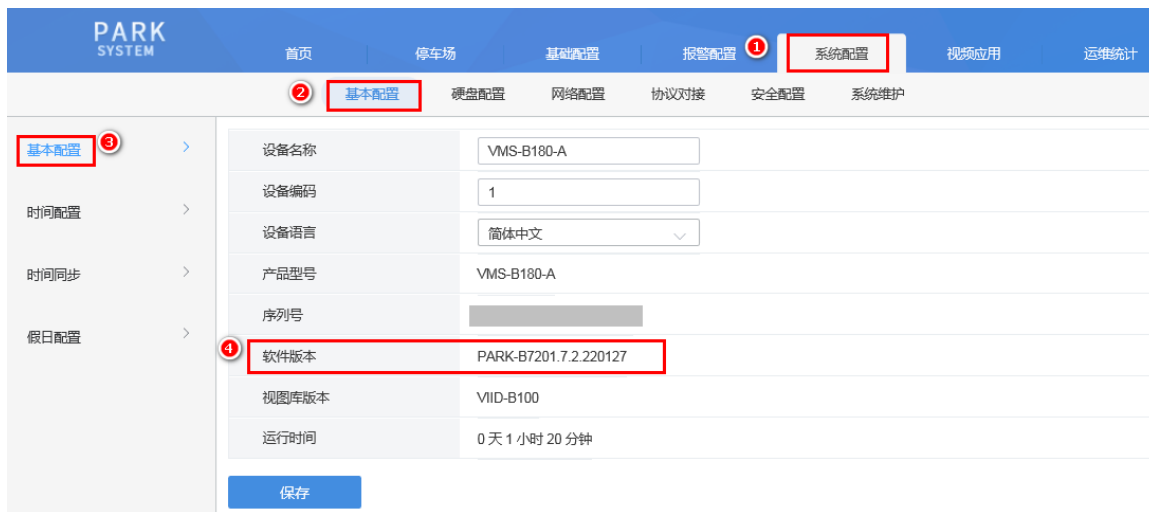 PARK
SYSTEM
首页 停车场 基础配置 报警配置 1 系统配置 视频应用 运维统计
2 基本配置 硬盘配置 网络配置 协议对接 安全配置 系统维护
基本配置 3
时间配置
时间同步
假日配置
设备名称 VMS-B180-A
设备编码 1
设备语言 简体中文
产品型号 VMS-B180-A
序列号
4 软件版本 PARK-B7201.7.2.220127
视图库版本 VIID-B100
运行时间 0 天 1 小时 20 分钟
保存